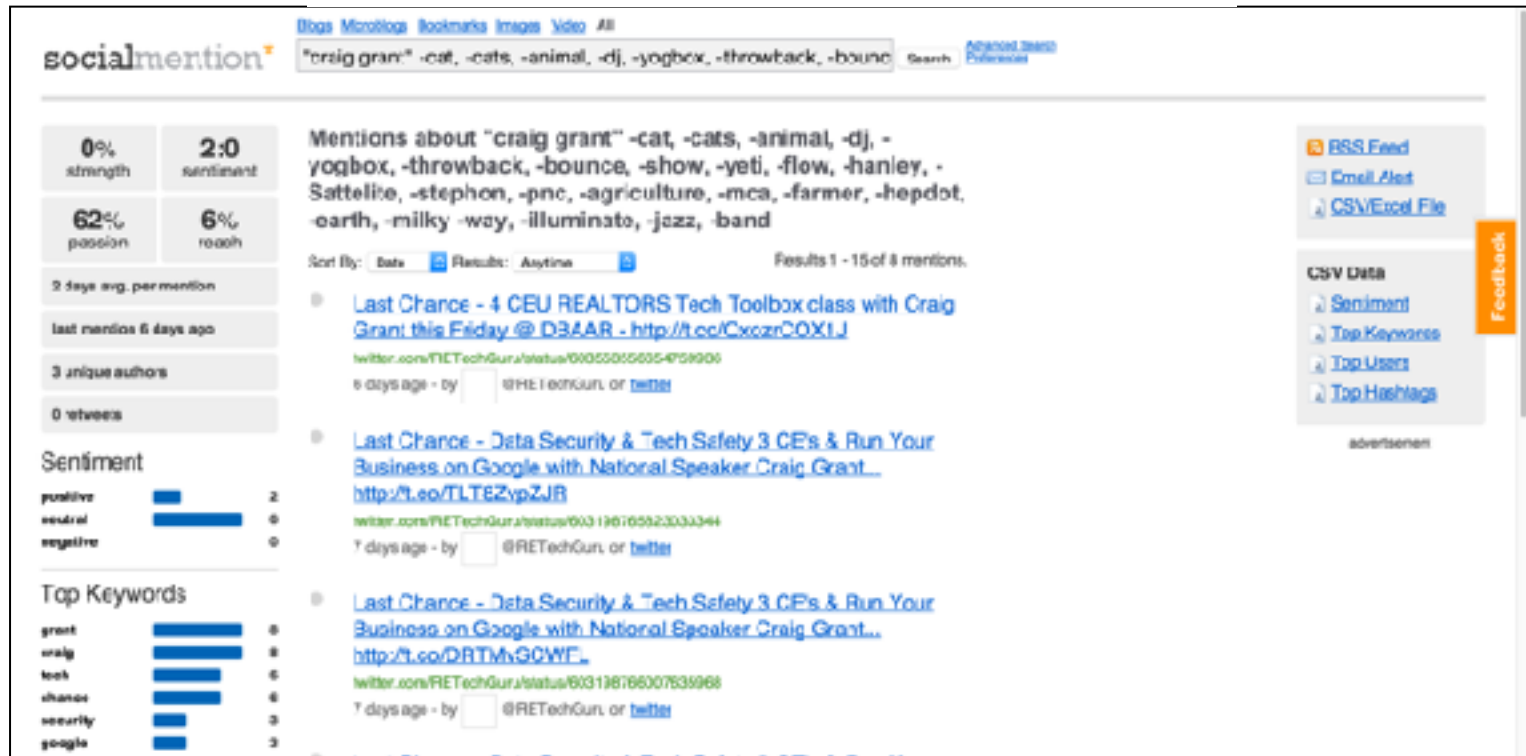 Blogs Microblogs Bookmarks Images Video All
socialmention
"craig grant" -cat, -cats, -animal, -dj, -yogbox, -throwback, -bounc Search Advanced Search
Preferences
0% strength
2:0 sentiment
62% passion
6% reach
2 days avg. per mention
last mention 6 days ago
3 unique authors
0 retweets
Sentiment
positive 2
neutral
negative 0
Top Keywords
grant 8
craig 8
tech 6
chance 6
security 3
google 3
Mentions about "craig grant" -cat, -cats, -animal, -dj, -
yogbox, -throwback, -bounce, -show, -yeti, -flow, -hanley, -
Sattelite, -stephon, -pnc, -agriculture, -mca, -farmer, -hepdot,
-earth, -milky -way, -illuminate, -jazz, -band
Sort By: Date Results: Anytime Results 1 - 15 of 8 mentions.
Last Chance - 4 CEU REALTORS Tech Toolbox class with Craig
Grant this Friday @ DBAAR -
6 days ago - by @RETechGuru on twitter
Last Chance - Data Security & Tech Safety 3 CE's & Run Your
Business on Google with National Speaker Craig Grant...
7 days ago - by @RETechGuru on twitter
Last Chance - Data Security & Tech Safety 3 CE's & Run Your
Business on Google with National Speaker Craig Grant...
7 days ago - by @RETechGuru on twitter
RSS Feed
Email Alert
CSV/Excel File
CSV Data
Sentiment
Top Keywords
Top Users
Top Hashtags
advertisement
Feedback